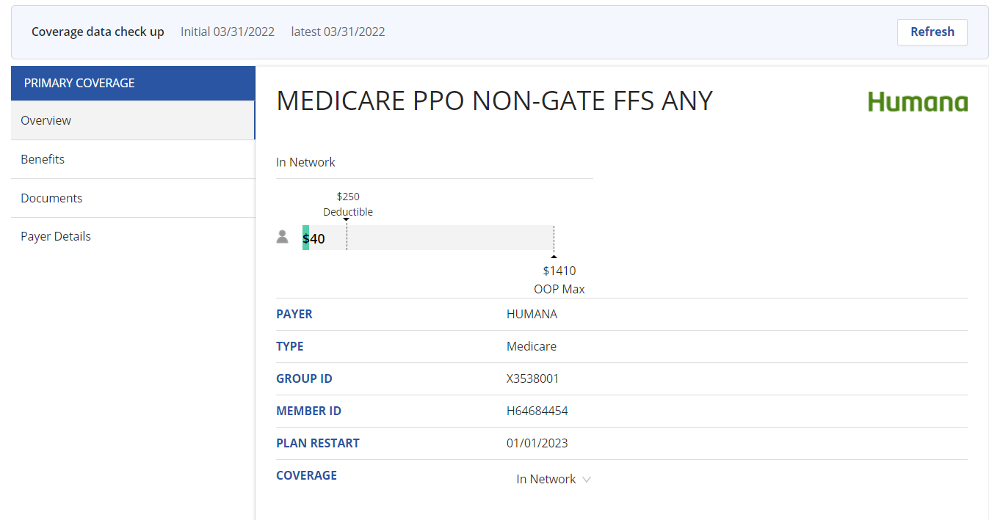 Coverage data check up Initial 03/31/2022 latest 03/31/2022 Refresh
PRIMARY COVERAGE
Overview
Benefits
Documents
Payer Details
MEDICARE PPO NON-GATE FFS ANY Humana
In Network
$250
Deductible
$40
$1410
OOP Max
PAYER HUMANA
TYPE Medicare
GROUP ID X3538001
MEMBER ID H64684454
PLAN RESTART 01/01/2023
COVERAGE In Network